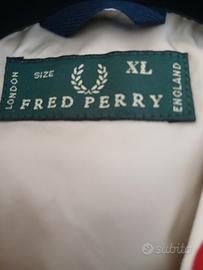 LONDON
SIZE
XL
FRED PERRY
ENGLAND
subito